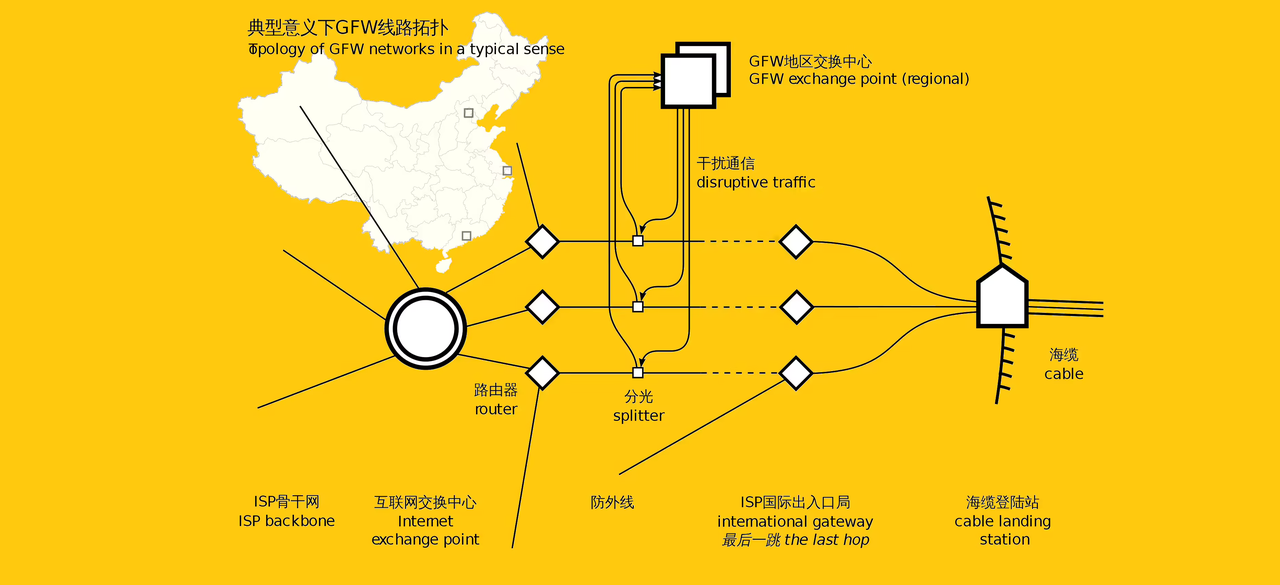 典型意义下GFW线路拓扑
Topology of GFW networks in a typical sense
GFW地区交换中心
GFW exchange point (regional)
干扰通信
disruptive traffic
海缆
cable
路由器
router
分光
splitter
ISP骨干网
ISP backbone
互联网交换中心
Internet
exchange point
防外线
ISP国际出入口局
international gateway
最后一跳 the last hop
海缆登陆站
cable landing
station